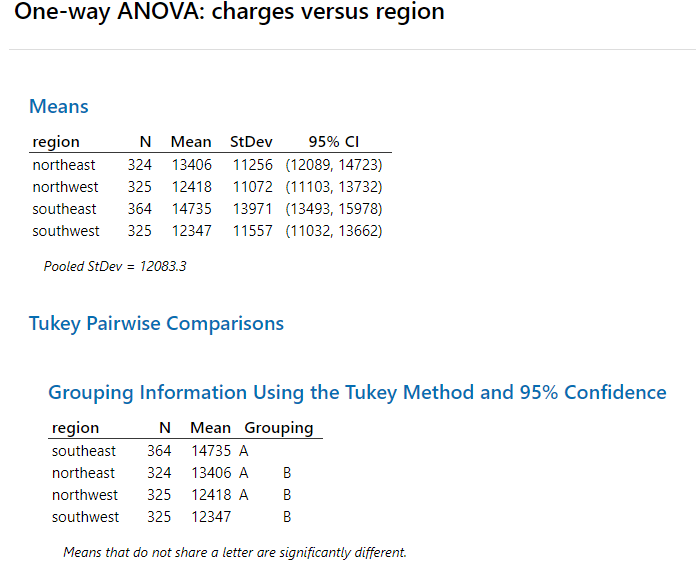 One-way ANOVA: charges versus region
Means
region N Mean StDev 95% CI
northeast 324 13406 11256 (12089, 14723)
northwest 325 12418 11072 (11103, 13732)
southeast 364 14735 13971 (13493, 15978)
southwest 325 12347 11557 (11032, 13662)
Pooled StDev = 12083.3
Tukey Pairwise Comparisons
Grouping Information Using the Tukey Method and 95% Confidence
region N Mean Grouping
southeast 364 14735 A
northeast 324 13406 A B
northwest 325 12418 A B
southwest 325 12347 B
Means that do not share a letter are significantly different.